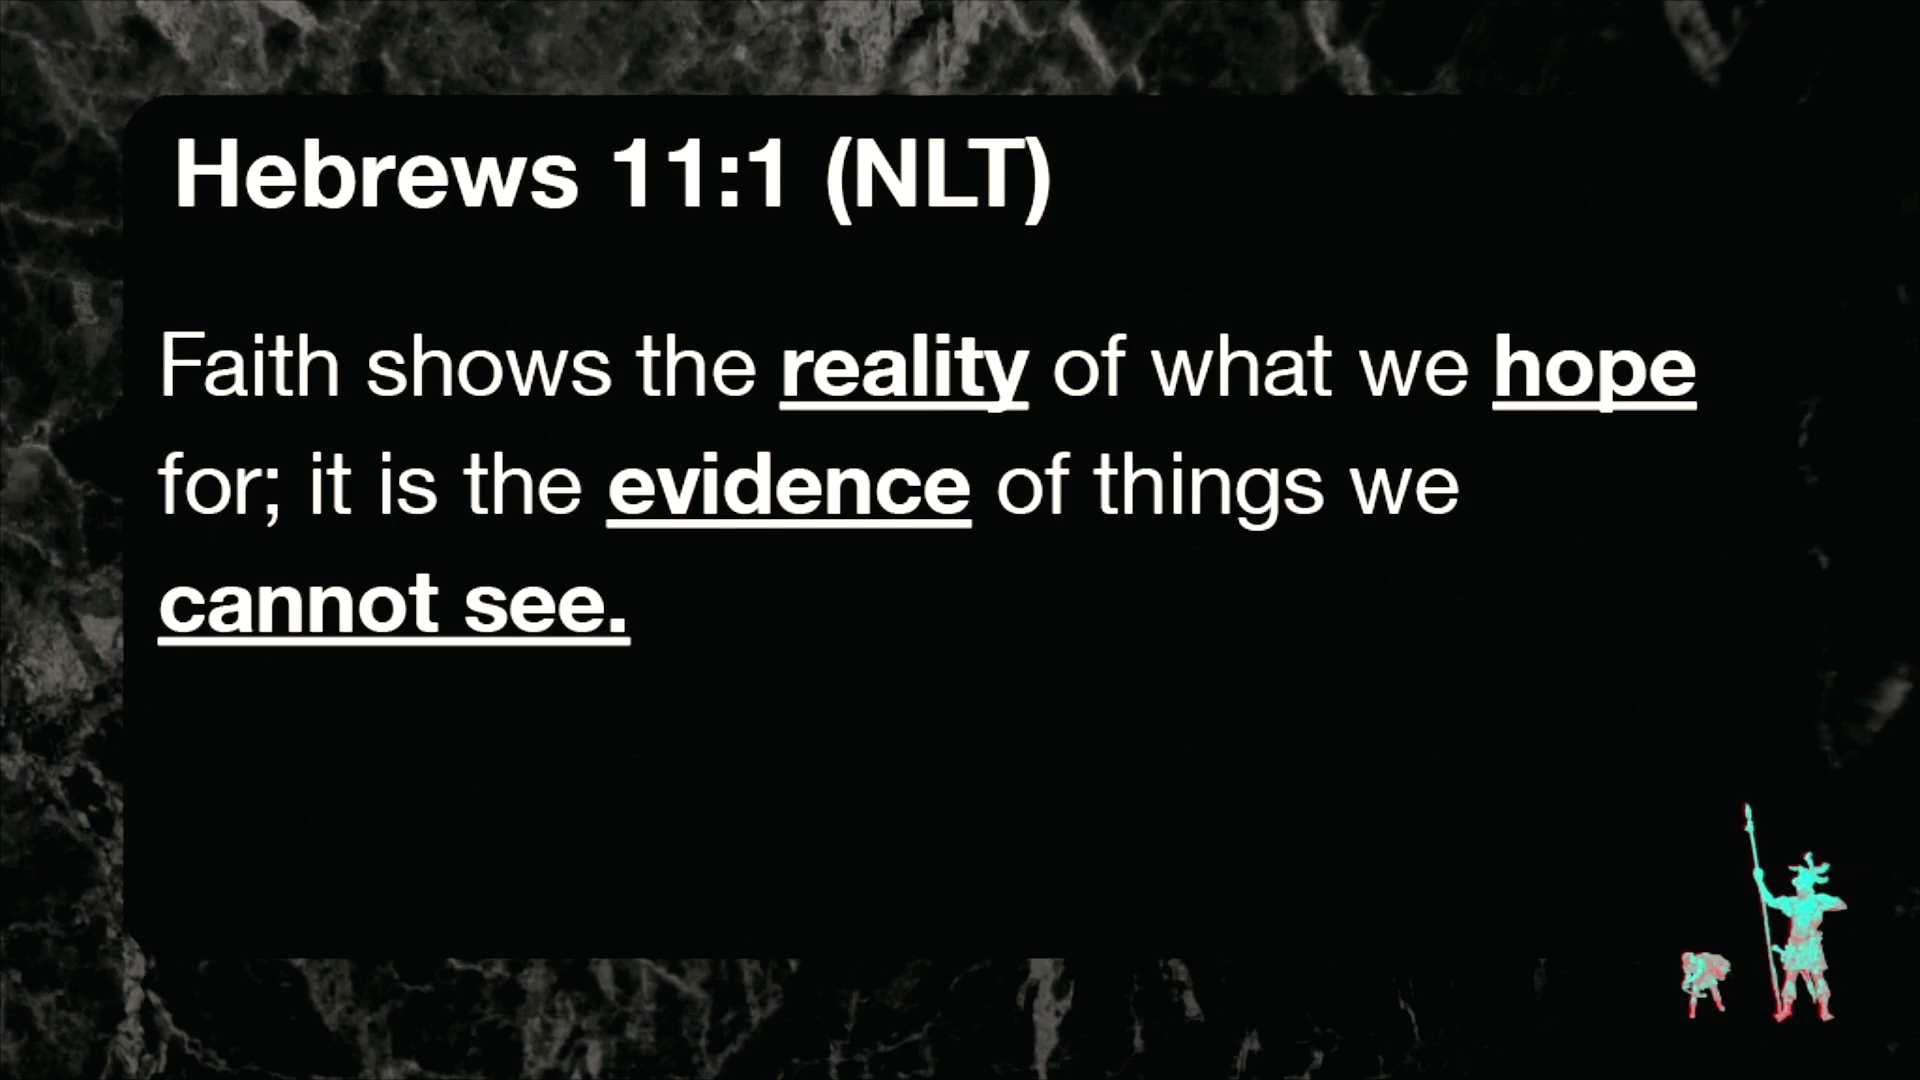 Hebrews 11:1 (NLT)
Faith shows the reality of what we hope
for; it is the evidence of things we
cannot see.